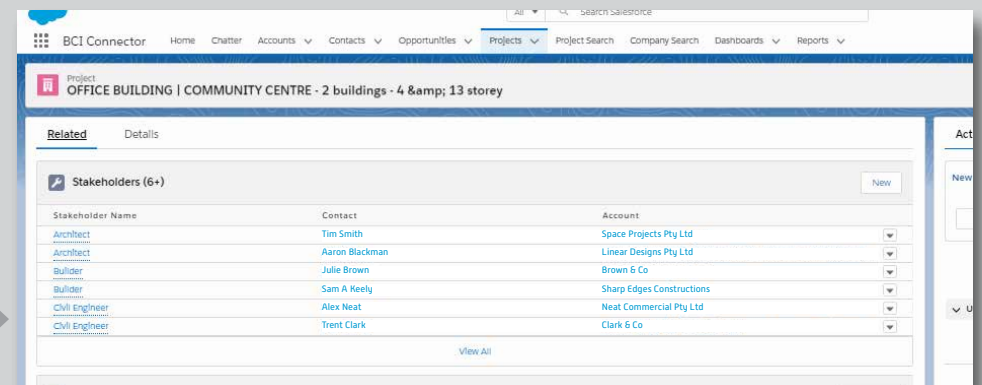 All Search Salesforce
BCI Connector Home Chatter Accounts Contacts Opportunities Projects Project Search Company Search Dashboards Reports
Project
OFFICE BUILDING | COMMUNITY CENTRE - 2 buildings - 4 &amp; 13 storey
Related Details Act
New
Stakeholders (6+) New
Stakeholder Name Contact Account
Architect Tim Smith Space Projects Pty Ltd
Architect Aaron Blackman Linear Designs Pty Ltd
Builder Julie Brown Brown & Co
Builder Sam A Keely Sharp Edges Constructions
Civil Engineer Alex Neat Neat Commercial Pty Ltd
U
Civil Engineer Trent Clark Clark & Co
View All